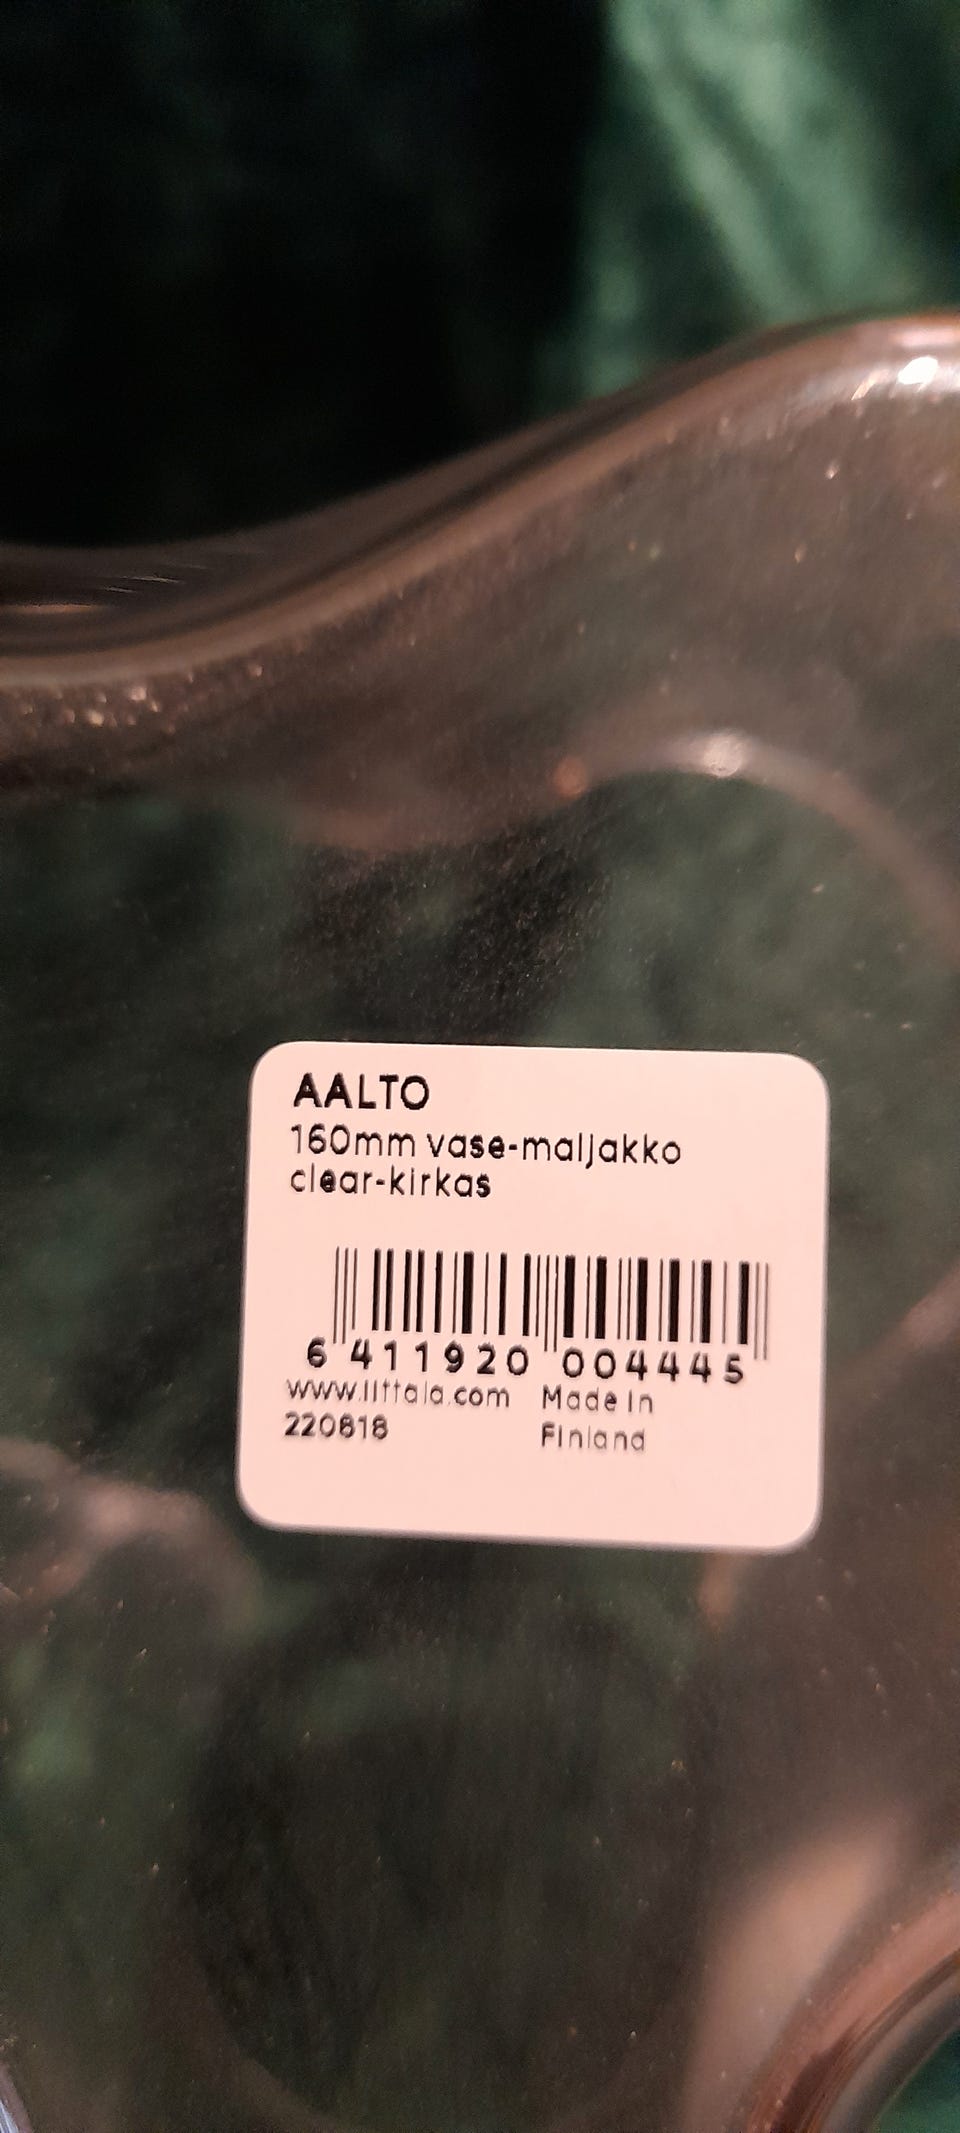 AALTO
160mm vase-maljakko
clear-kirkas
6 411920 004445
www.iittala.com Made in
220818 Finland